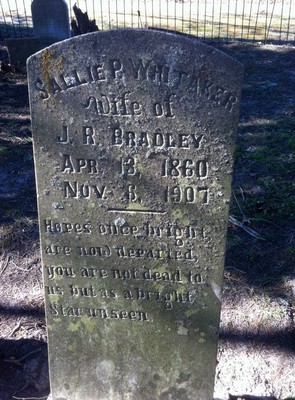 SALLIE P. WHITAKER
Wife of
J. R. BRADLEY
APR. 13, 1860
NOV. 8, 1907
Hopes once bright,
are now departed,
you are not dead to
us but as a bright
Star unseen.